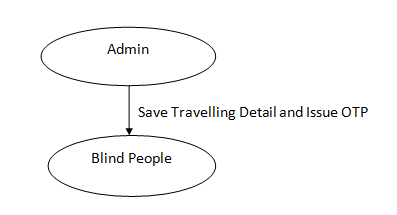 Admin
Save Travelling Detail and Issue OTP
Blind People